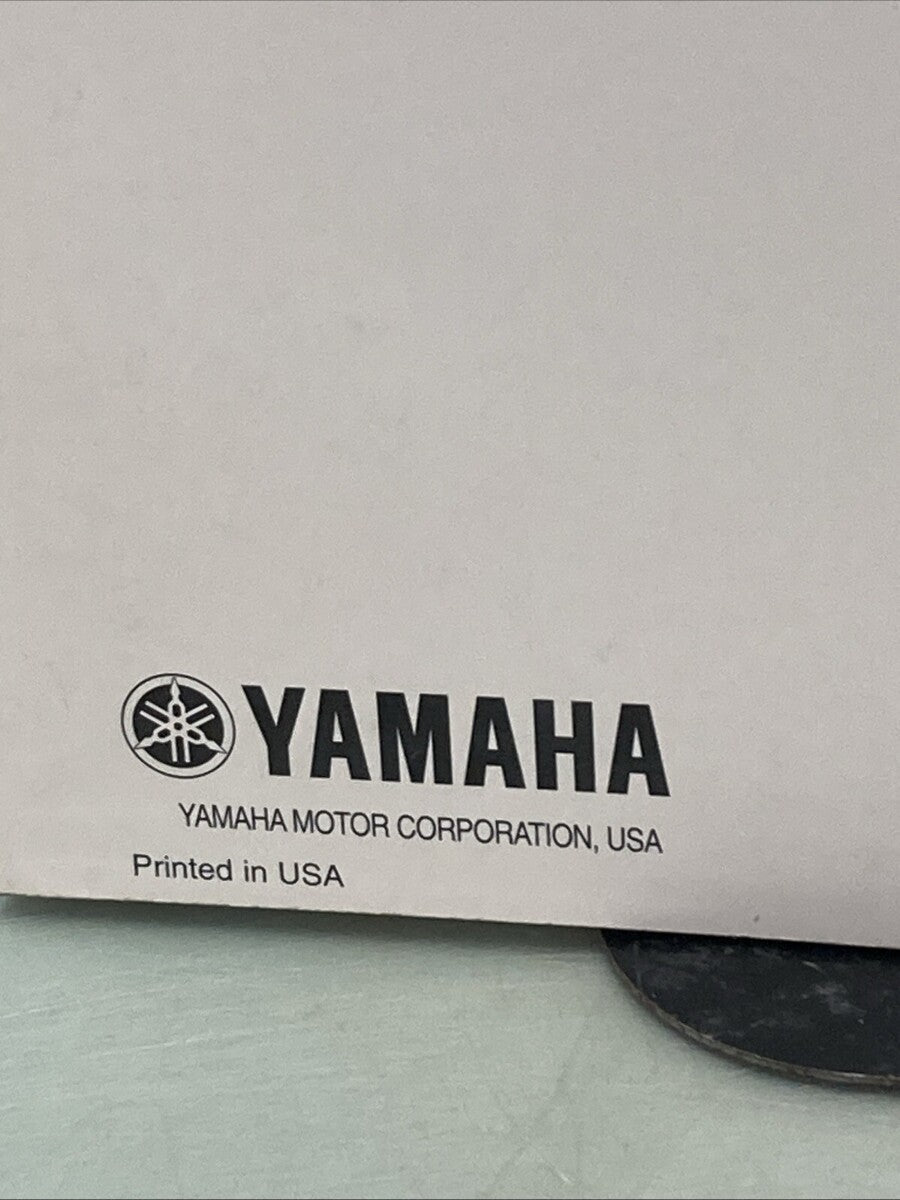 YAMAHA
YAMAHA MOTOR CORPORATION, USA
Printed in USA